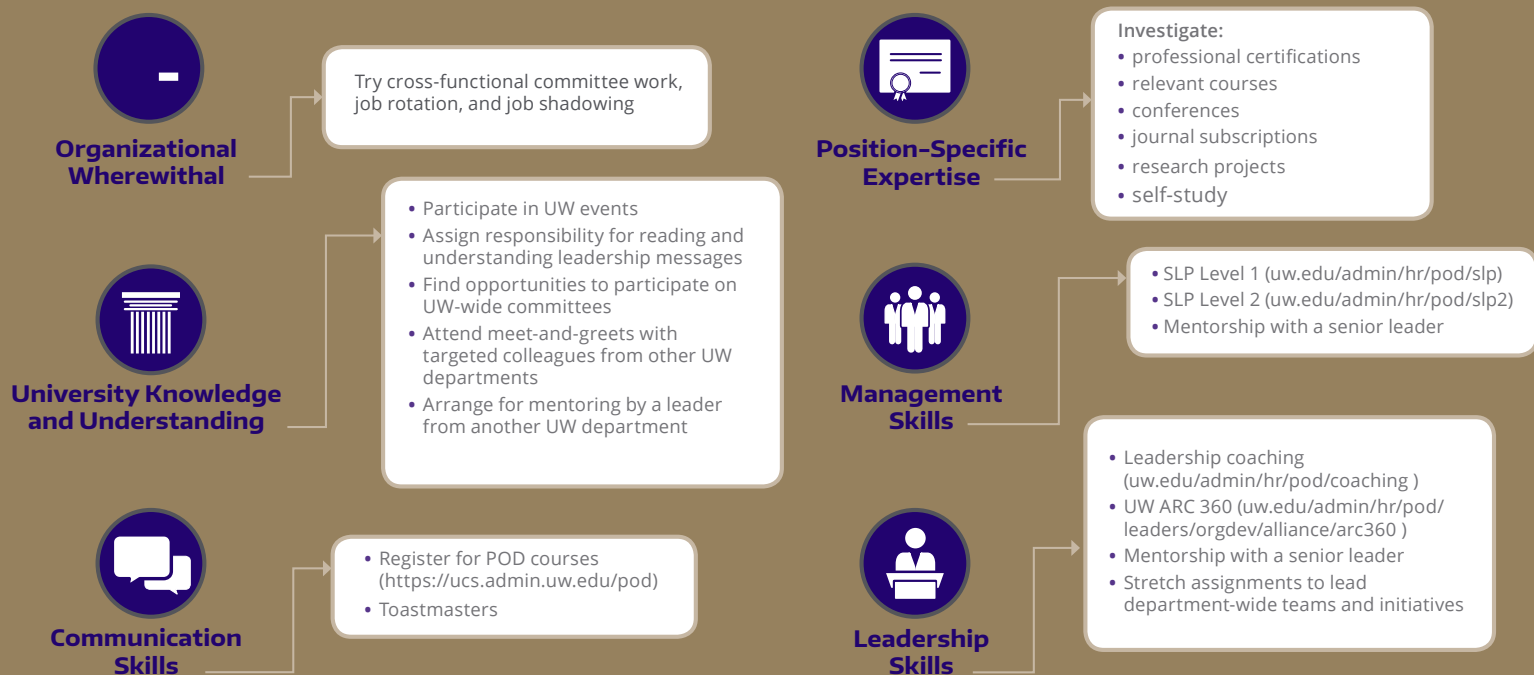 Organizational
Wherewithal
Try cross-functional committee work,
job rotation, and job shadowing
University Knowledge
and Understanding
• Participate in UW events
• Assign responsibility for reading and
understanding leadership messages
• Find opportunities to participate on
UW-wide committees
• Attend meet-and-greets with
targeted colleagues from other UW
departments
• Arrange for mentoring by a leader
from another UW department
Communication
Skills
• Register for POD courses
(https://ucs.admin.uw.edu/pod)
• Toastmasters
Position-Specific
Expertise
Investigate:
• professional certifications
• relevant courses
• conferences
• journal subscriptions
• research projects
• self-study
Management
Skills
• SLP Level 1 (uw.edu/admin/hr/pod/slp)
• SLP Level 2 (uw.edu/admin/hr/pod/slp2)
• Mentorship with a senior leader
Leadership
Skills
• Leadership coaching
(uw.edu/admin/hr/pod/coaching )
• UW ARC 360 (uw.edu/admin/hr/pod/
leaders/orgdev/alliance/arc360 )
• Mentorship with a senior leader
• Stretch assignments to lead
department-wide teams and initiatives